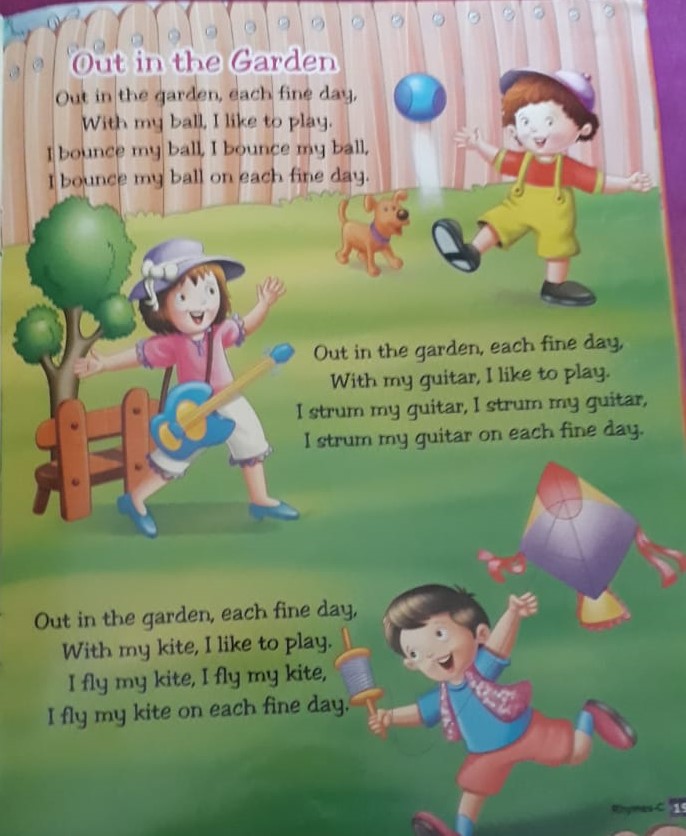 Out in the Garden
Out in the garden, each fine day,
With my ball, I like to play.
I bounce my ball, I bounce my ball,
I bounce my ball on each fine day.
Out in the garden, each fine day,
With my guitar, I like to play.
I strum my guitar, I strum my guitar,
I strum my guitar on each fine day.
Out in the garden, each fine day,
With my kite, I like to play.
I fly my kite, I fly my kite,
I fly my kite on each fine day.
Rhymes-C